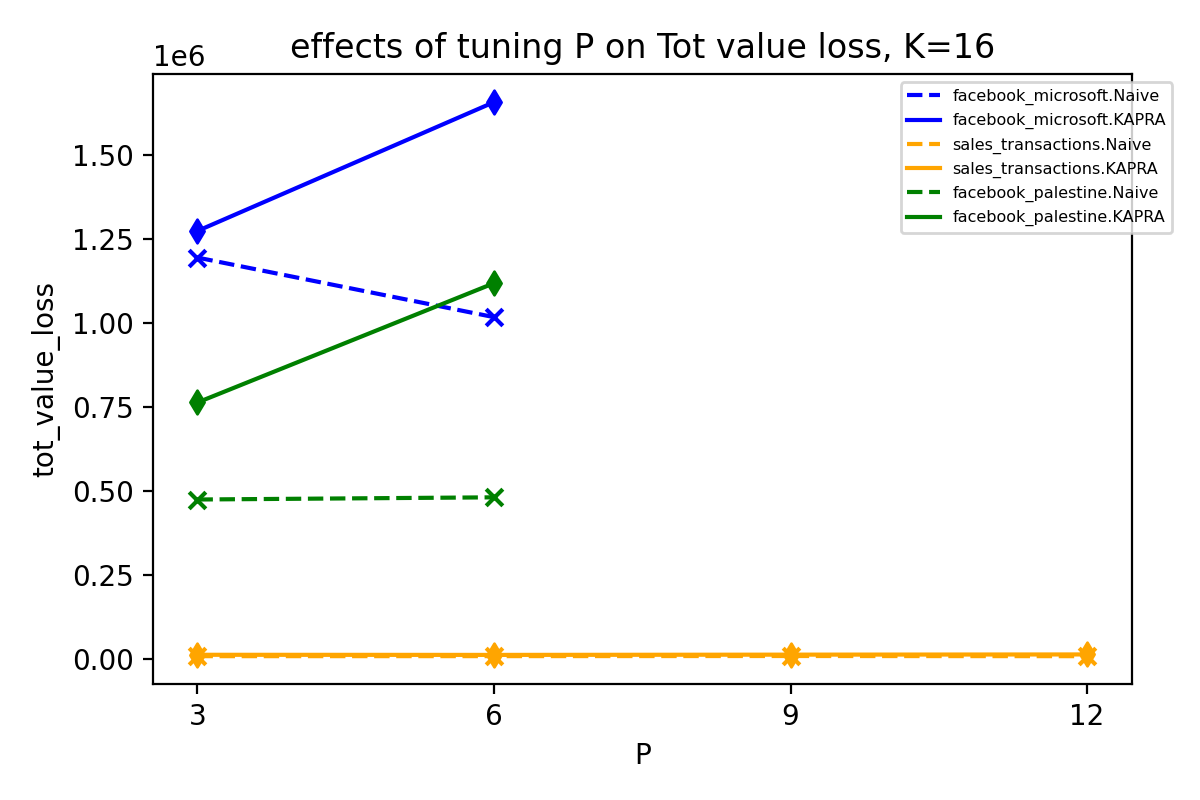 effects of tuning P on Tot value loss, K=16
1e6
facebook_microsoft.Naive
facebook_microsoft.KAPRA
sales_transactions.Naive
sales_transactions.KAPRA
facebook_palestine.Naive
facebook_palestine.KAPRA
1.50
1.25
1.00
0.75
0.50
0.25
0.00
tot_value_loss
3 6 9 12
P